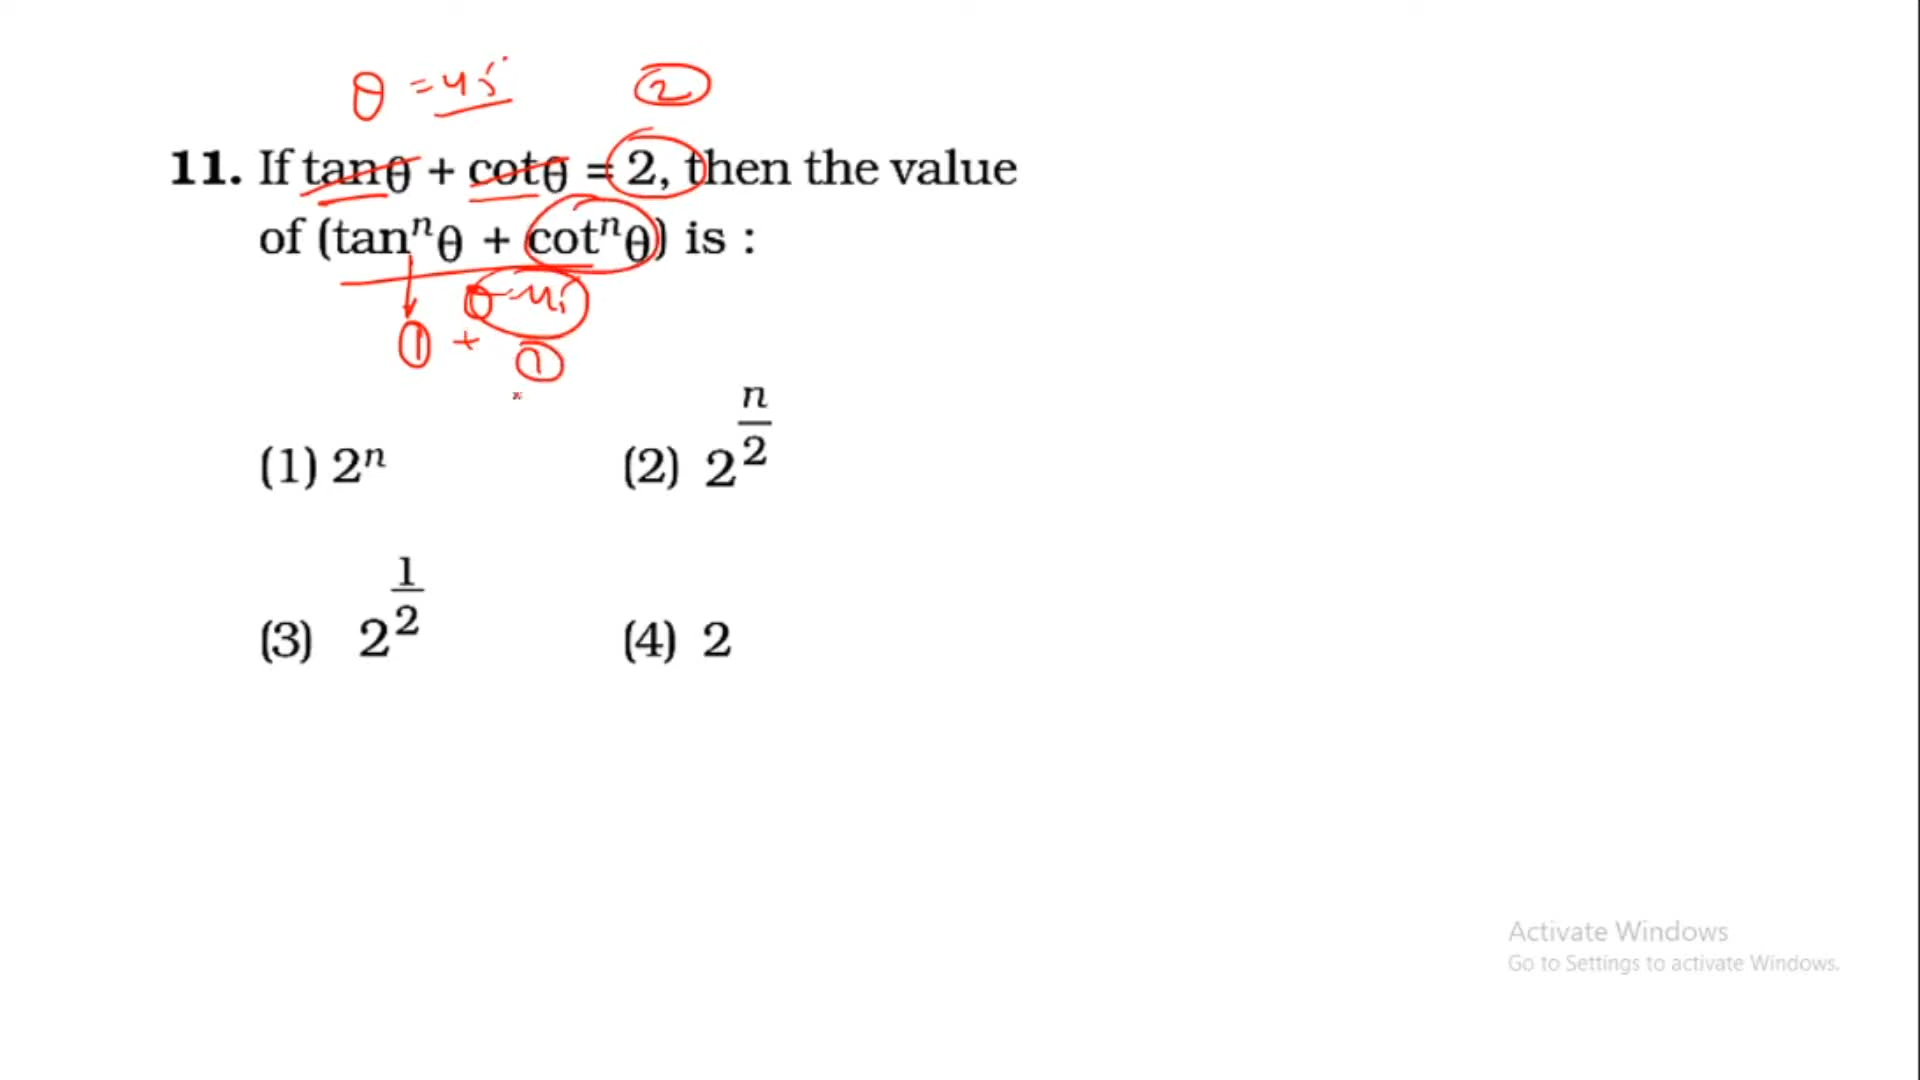 θ = 45° 2
11. If tanθ + cotθ = 2, then the value
of (tanⁿθ + cotⁿθ) is :
θ = 45
1 + 1
(1) 2ⁿ (2) 2^(n/2)
(3) 2^(1/2) (4) 2
Activate Windows
Go to Settings to activate Windows.